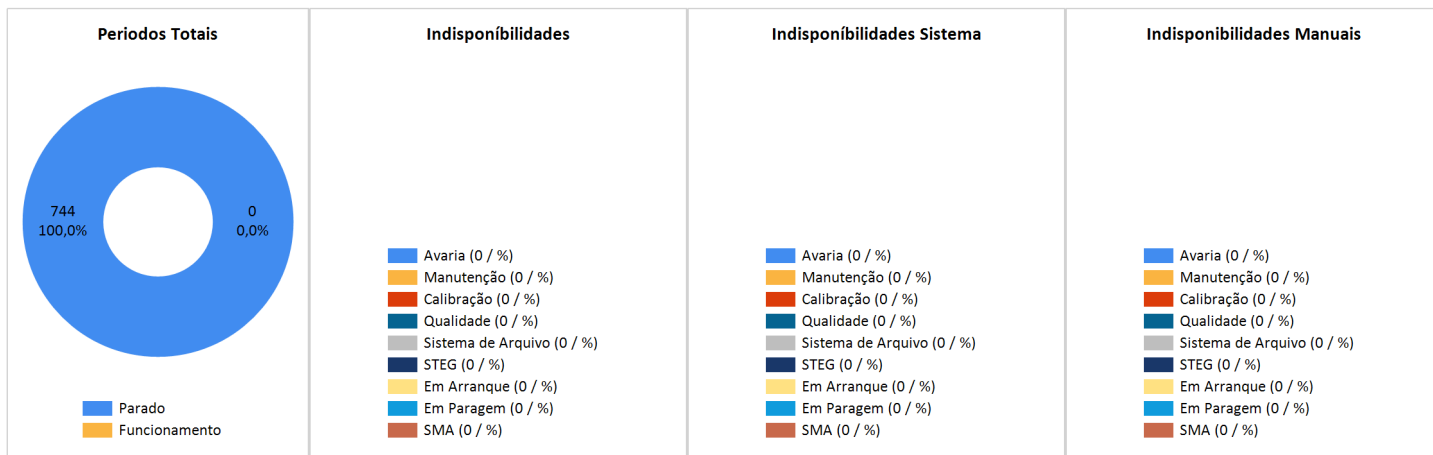 Periodos Totais
744
100,0%
0
0,0%
Parado
Funcionamento
Indisponíbilidades
Avaria (0 / %)
Manutenção (0 / %)
Calibração (0 / %)
Qualidade (0 / %)
Sistema de Arquivo (0 / %)
STEG (0 / %)
Em Arranque (0 / %)
Em Paragem (0 / %)
SMA (0 / %)
Indisponíbilidades Sistema
Avaria (0 / %)
Manutenção (0 / %)
Calibração (0 / %)
Qualidade (0 / %)
Sistema de Arquivo (0 / %)
STEG (0 / %)
Em Arranque (0 / %)
Em Paragem (0 / %)
SMA (0 / %)
Indisponibilidades Manuais
Avaria (0 / %)
Manutenção (0 / %)
Calibração (0 / %)
Qualidade (0 / %)
Sistema de Arquivo (0 / %)
STEG (0 / %)
Em Arranque (0 / %)
Em Paragem (0 / %)
SMA (0 / %)